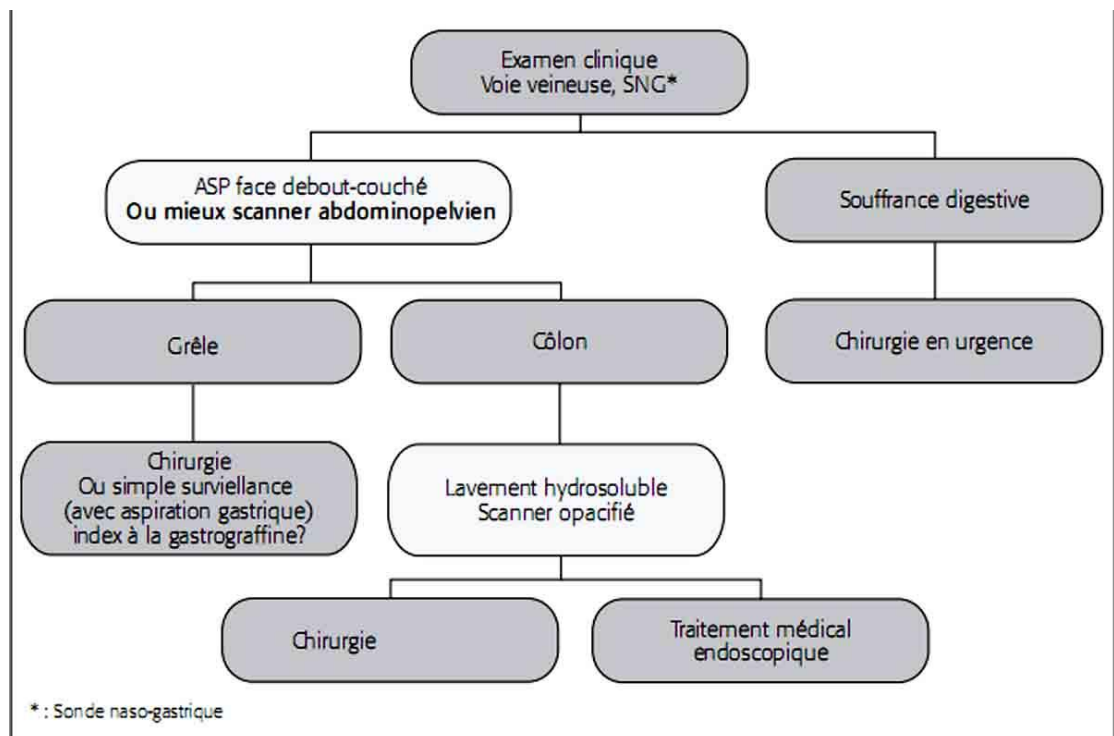 Examen clinique
Voie veineuse, SNG*
ASP face debout-couché
Ou mieux scanner abdominopelvien
Souffrance digestive
Grêle
Côlon
Chirurgie en urgence
Chirurgie
Ou simple surviellance
(avec aspiration gastrique)
index à la gastrograffine?
Lavement hydrosoluble
Scanner opacifié
Chirurgie
Traitement médical
endoscopique
* : Sonde naso-gastrique